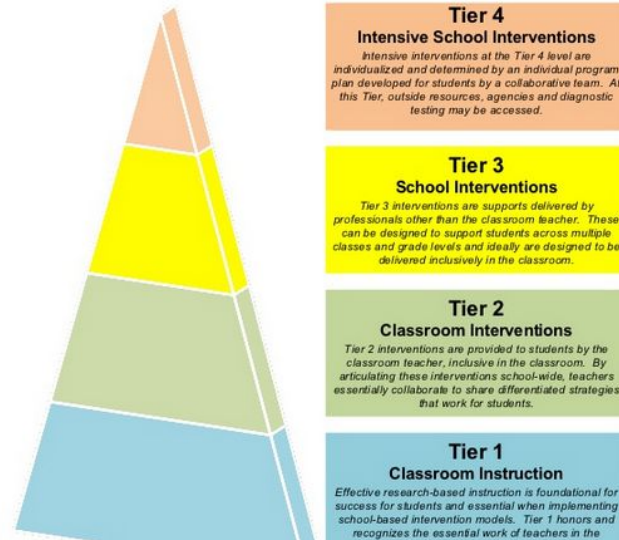 Tier 4
Intensive School Interventions
Intensive interventions at the Tier 4 level are
individualized and determined by an individual program
plan developed for students by a collaborative team. At
this Tier, outside resources, agencies and diagnostic
testing may be accessed.
Tier 3
School Interventions
Tier 3 interventions are supports delivered by
professionals other than the classroom teacher. These
can be designed to support students across multiple
classes and grade levels and ideally are designed to be
delivered inclusively in the classroom.
Tier 2
Classroom Interventions
Tier 2 interventions are provided to students by the
classroom teacher, inclusive in the classroom. By
articulating these interventions school-wide, teachers
essentially collaborate to share differentiated strategies
that work for students.
Tier 1
Classroom Instruction
Effective research-based instruction is foundational for
success for students and essential when implementing
school-based intervention models. Tier 1 honors and
recognizes the essential work of teachers in the